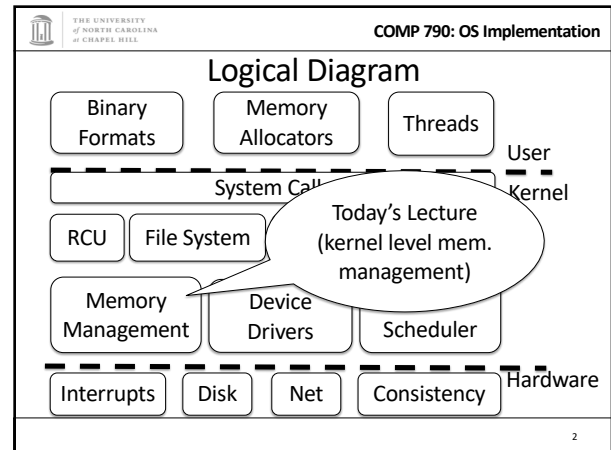 THE UNIVERSITY
of NORTH CAROLINA
at CHAPEL HILL
COMP 790: OS Implementation
Logical Diagram
Binary
Formats
Memory
Allocators
Threads
User
System Call
Kernel
Today's Lecture
(kernel level mem.
management)
RCU
File System
Memory
Management
Device
Drivers
Scheduler
Hardware
Interrupts
Disk
Net
Consistency
2